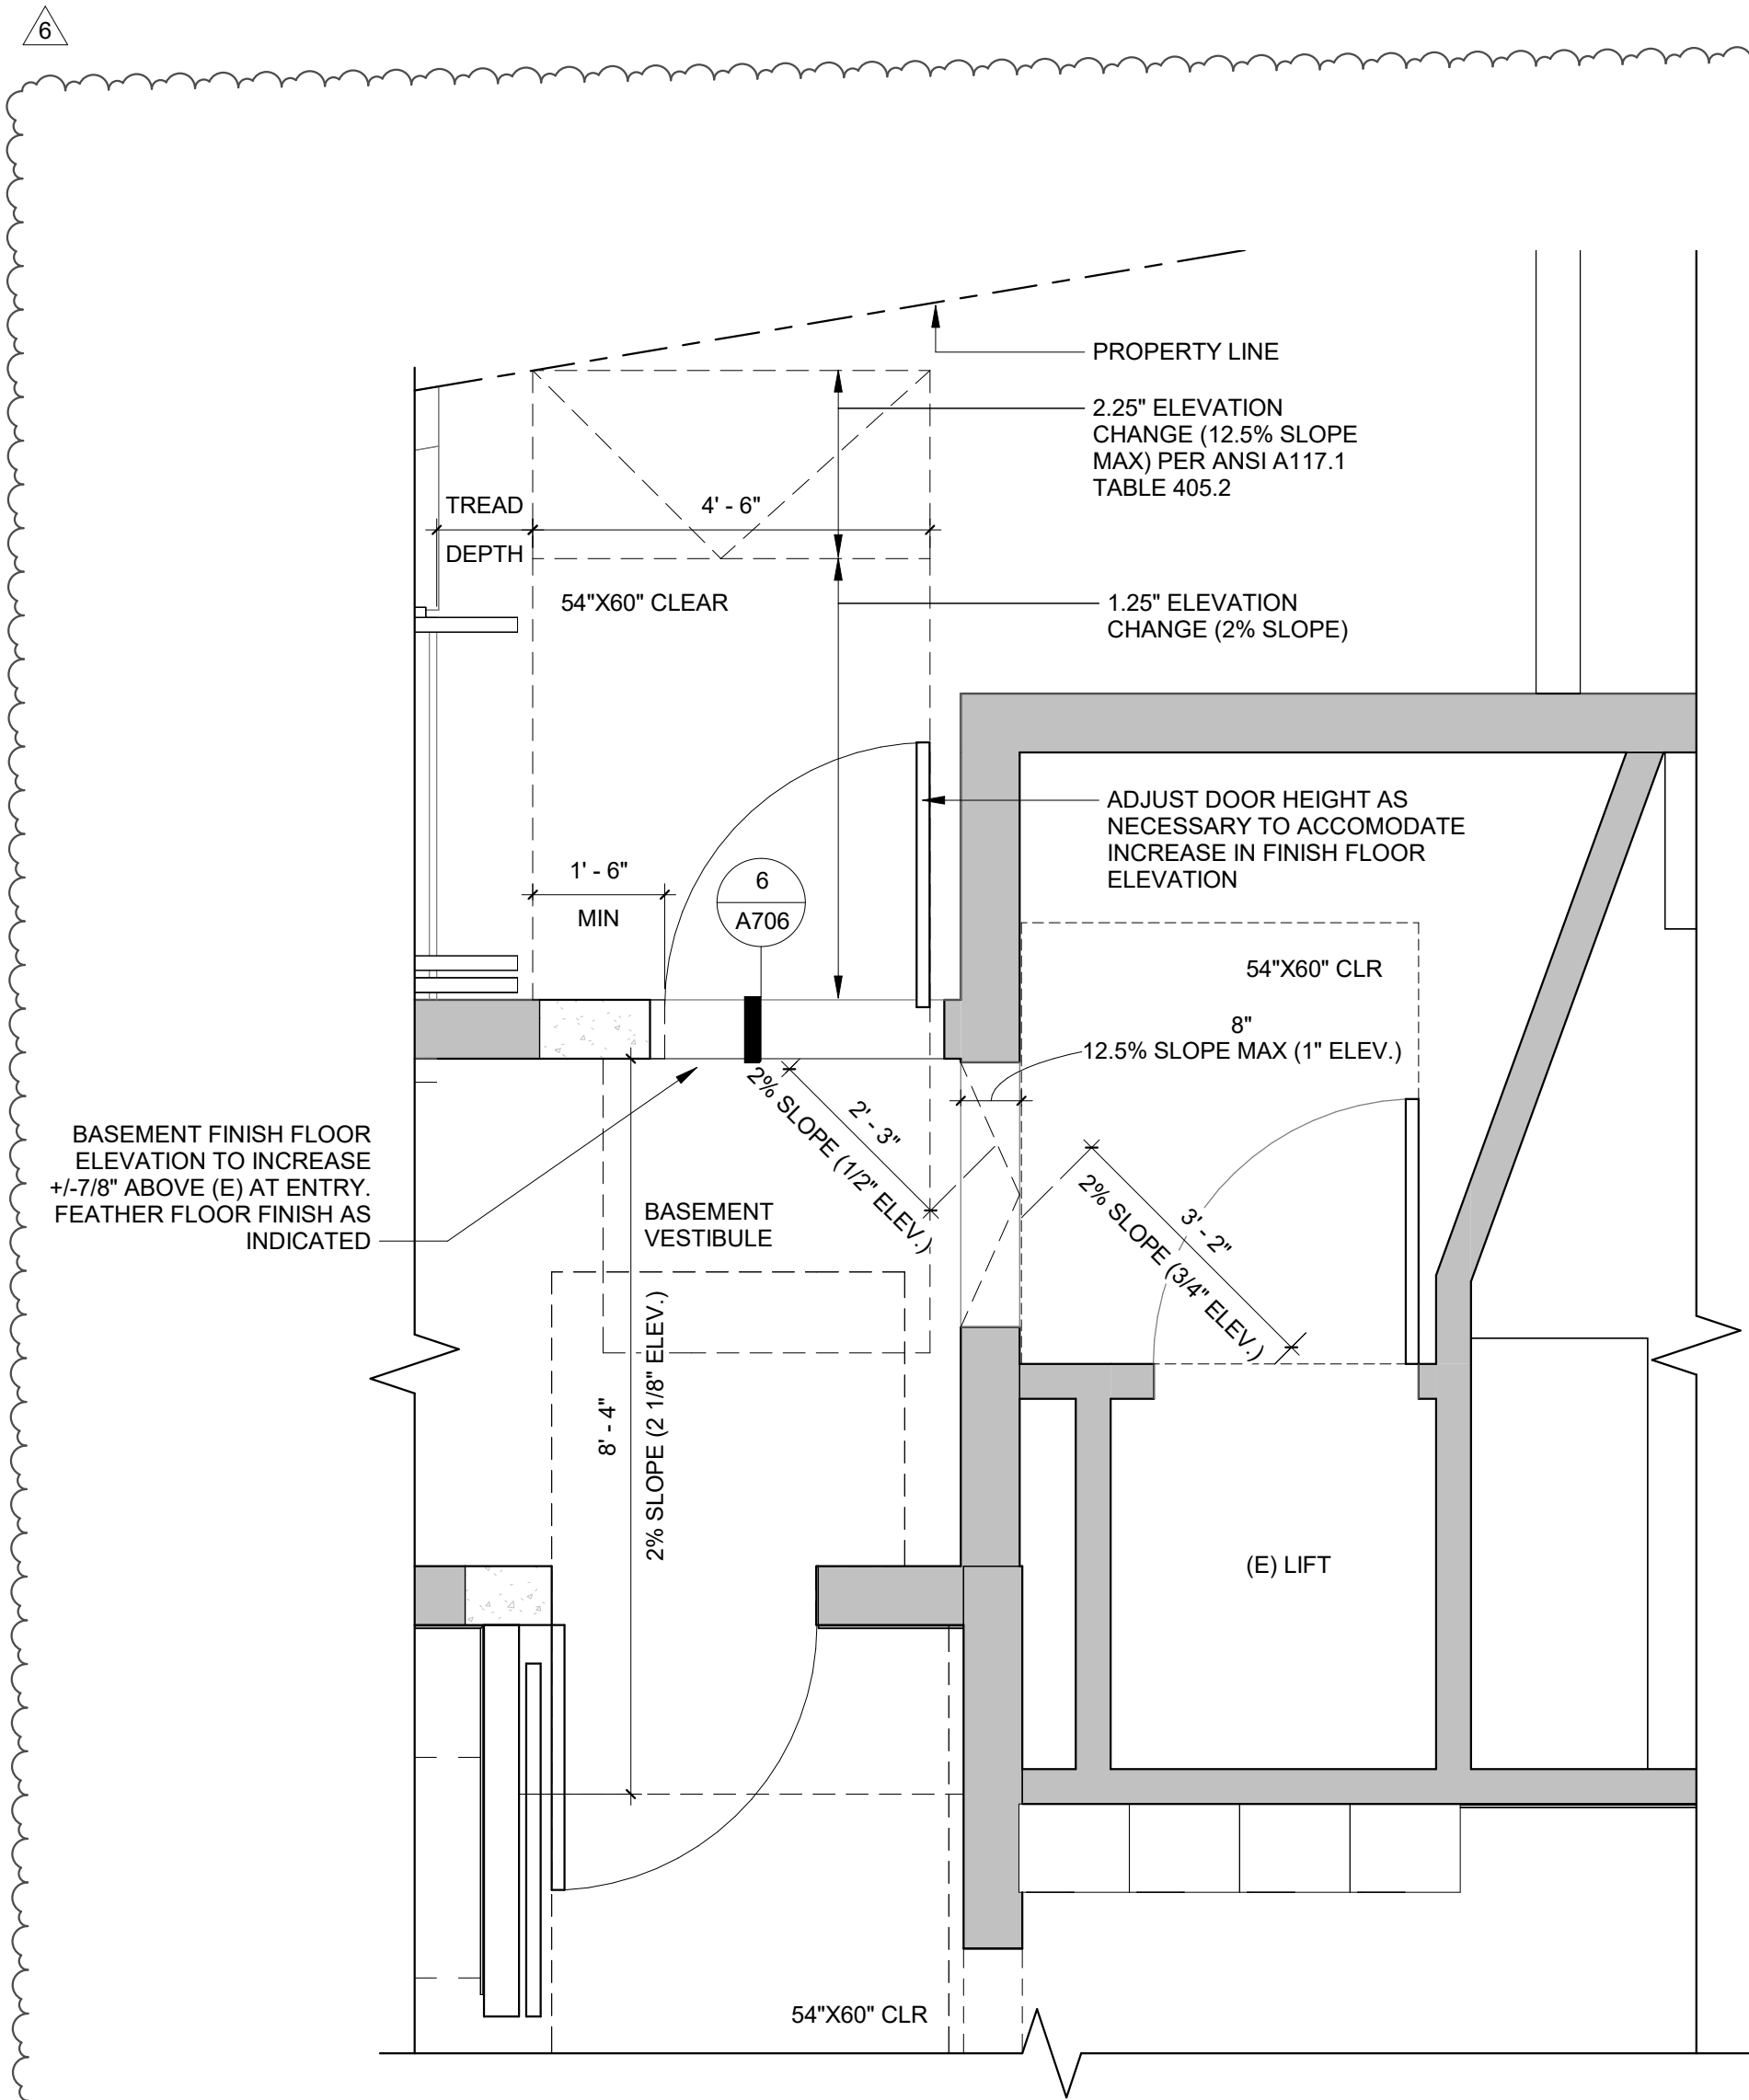 6
PROPERTY LINE
2.25" ELEVATION
CHANGE (12.5% SLOPE
MAX) PER ANSI A117.1
TABLE 405.2
TREAD
DEPTH
4' - 6"
54"X60" CLEAR
1.25" ELEVATION
CHANGE (2% SLOPE)
ADJUST DOOR HEIGHT AS
NECESSARY TO ACCOMODATE
INCREASE IN FINISH FLOOR
ELEVATION
1' - 6"
MIN
6
A706
54"X60" CLR
8"
12.5% SLOPE MAX (1" ELEV.)
2' - 3"
2% SLOPE (1/2" ELEV.)
BASEMENT FINISH FLOOR
ELEVATION TO INCREASE
+/-7/8" ABOVE (E) AT ENTRY.
FEATHER FLOOR FINISH AS
INDICATED
BASEMENT
VESTIBULE
3' - 2"
2% SLOPE (3/4" ELEV.)
8' - 4"
2% SLOPE (2 1/8" ELEV.)
(E) LIFT
54"X60" CLR